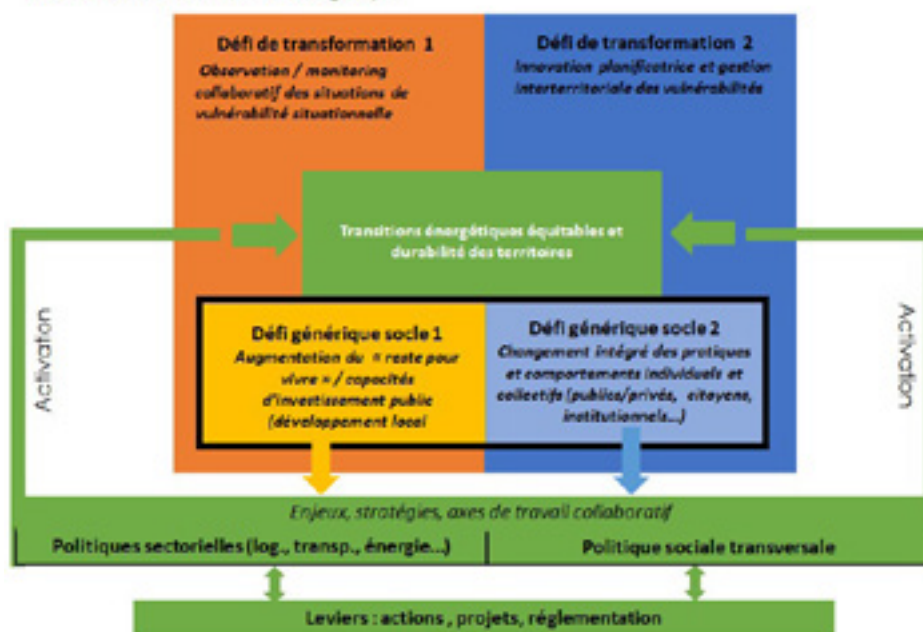 Défi de transformation 1
Observation / monitoring
collaboratif des situations de
vulnérabilité situationnelle
Défi de transformation 2
Innovation planificatrice et gestion
interterritoriale des vulnérabilités
Transitions énergétiques équitables et
durabilité des territoires
Activation
Activation
Défi générique socle 1
Augmentation du « reste pour
vivre » / capacités
d'investissement public
(développement local
Défi générique socle 2
Changement intégré des pratiques
et comportements individuels et
collectifs (publics/privés, citoyens,
institutionnels...)
Enjeux, stratégies, axes de travail collaboratif
Politiques sectorielles (log., transp., énergie...)
Politique sociale transversale
Leviers : actions , projets, réglementation